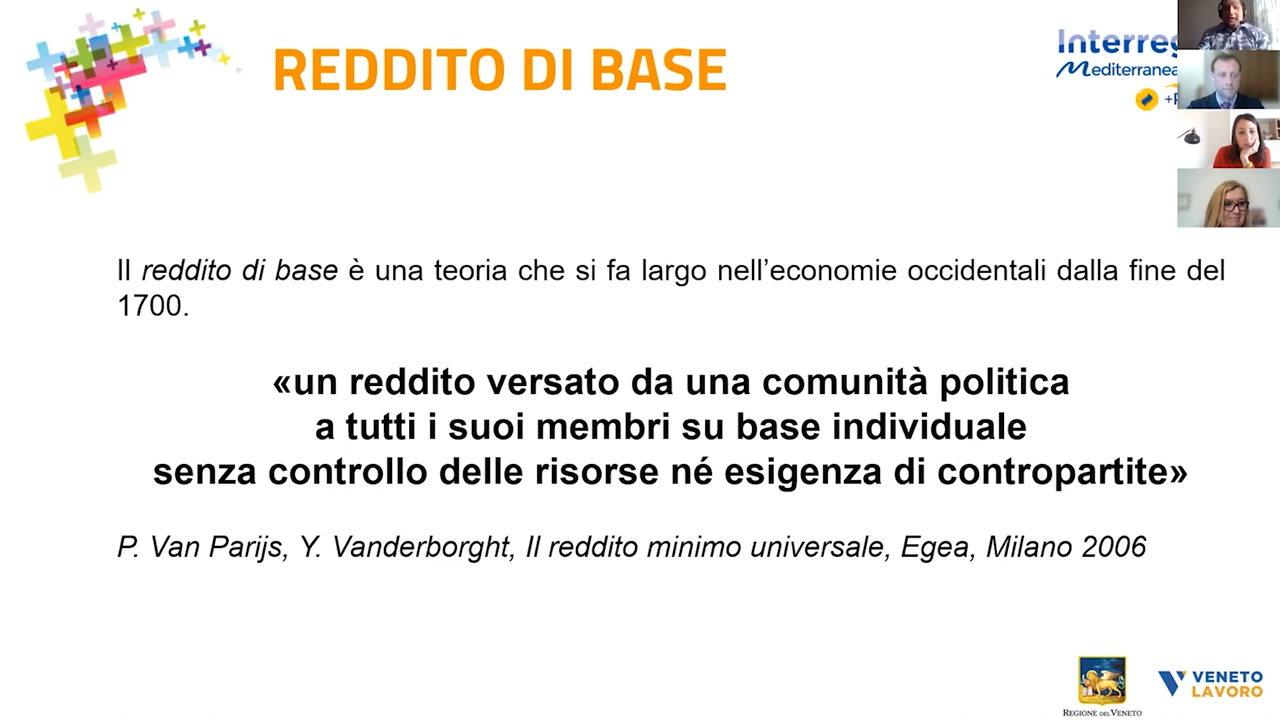 REDDITO DI BASE
Interreg
Mediterranea
Il reddito di base è una teoria che si fa largo nell’economie occidentali dalla fine del
1700.
«un reddito versato da una comunità politica
a tutti i suoi membri su base individuale
senza controllo delle risorse né esigenza di contropartite»
P. Van Parijs, Y. Vanderborght, Il reddito minimo universale, Egea, Milano 2006
REGIONE DEL VENETO
VENETO
LAVORO